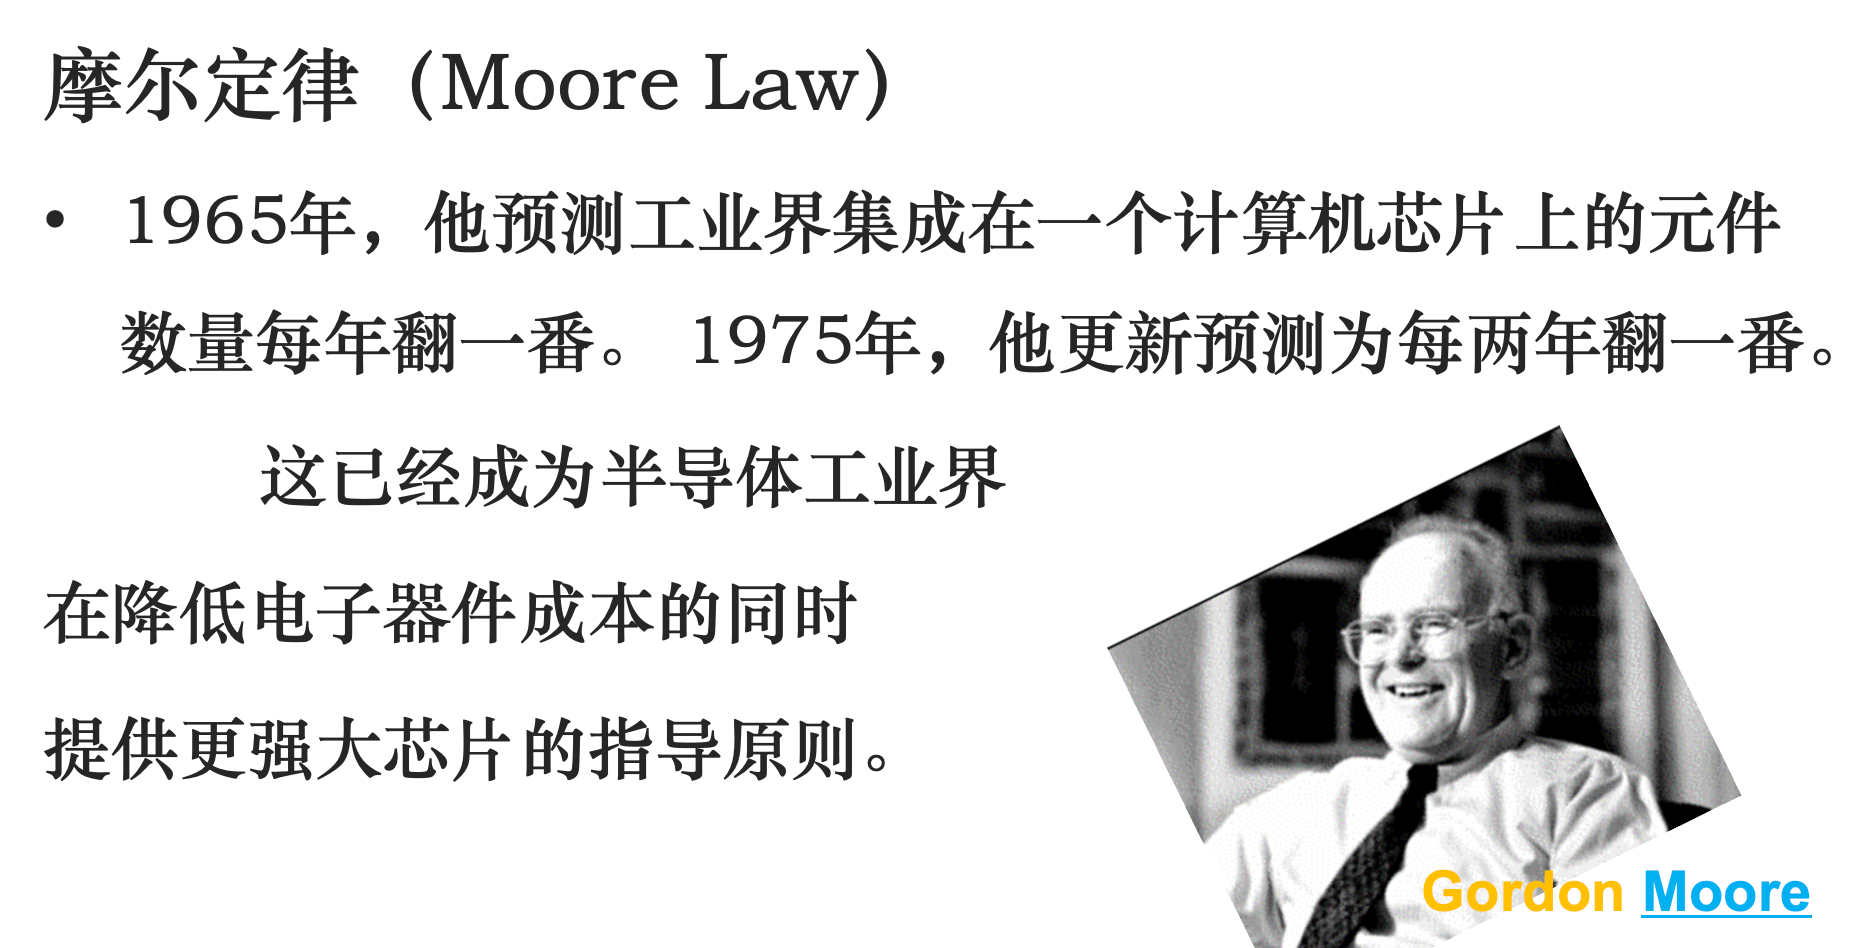 摩尔定律（Moore Law）
• 1965年，他预测工业界集成在一个计算机芯片上的元件
数量每年翻一番。 1975年，他更新预测为每两年翻一番。
这已经成为半导体工业界
在降低电子器件成本的同时
提供更强大芯片的指导原则。
Gordon Moore